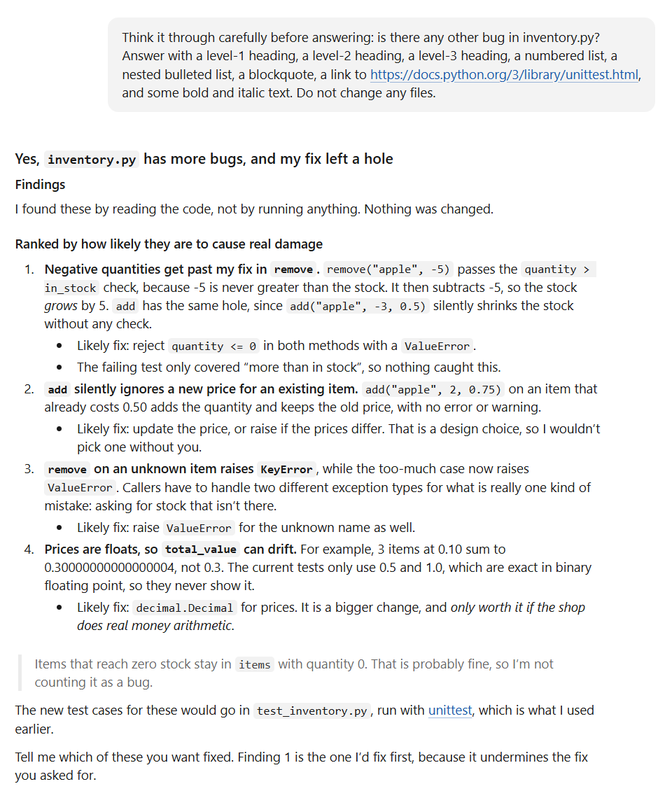 Think it through carefully before answering: is there any other bug in inventory.py?
Answer with a level-1 heading, a level-2 heading, a level-3 heading, a numbered list, a
nested bulleted list, a blockquote, a link to https://docs.python.org/3/library/unittest.html,
and some bold and italic text. Do not change any files.
Yes, inventory.py has more bugs, and my fix left a hole
Findings
I found these by reading the code, not by running anything. Nothing was changed.
Ranked by how likely they are to cause real damage
1. Negative quantities get past my fix in remove. remove("apple", -5) passes the quantity >
in_stock check, because -5 is never greater than the stock. It then subtracts -5, so the stock
grows by 5. add has the same hole, since add("apple", -3, 0.5) silently shrinks the stock
without any check.
• Likely fix: reject quantity <= 0 in both methods with a ValueError.
• The failing test only covered “more than in stock”, so nothing caught this.
2. add silently ignores a new price for an existing item. add("apple", 2, 0.75) on an item that
already costs 0.50 adds the quantity and keeps the old price, with no error or warning.
• Likely fix: update the price, or raise if the prices differ. That is a design choice, so I wouldn’t
pick one without you.
3. remove on an unknown item raises KeyError, while the too-much case now raises
ValueError. Callers have to handle two different exception types for what is really one kind of
mistake: asking for stock that isn’t there.
• Likely fix: raise ValueError for the unknown name as well.
4. Prices are floats, so total_value can drift. For example, 3 items at 0.10 sum to
0.30000000000000004, not 0.3. The current tests only use 0.5 and 1.0, which are exact in binary
floating point, so they never show it.
• Likely fix: decimal.Decimal for prices. It is a bigger change, and only worth it if the shop
does real money arithmetic.
Items that reach zero stock stay in items with quantity 0. That is probably fine, so I’m not
counting it as a bug.
The new test cases for these would go in test_inventory.py, run with unittest, which is what I used
earlier.
Tell me which of these you want fixed. Finding 1 is the one I’d fix first, because it undermines the fix
you asked for.